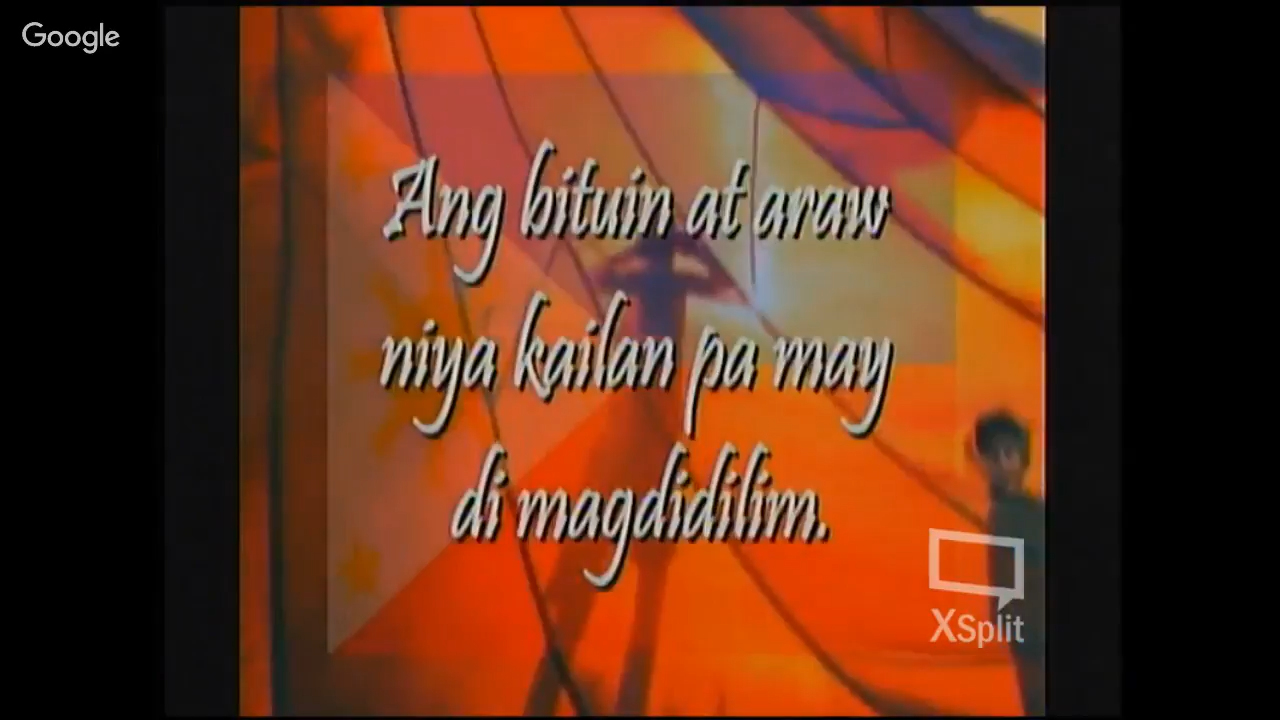 Google
Ang bituin at araw
niya kailan pa may
di magdidilim.
XSplit